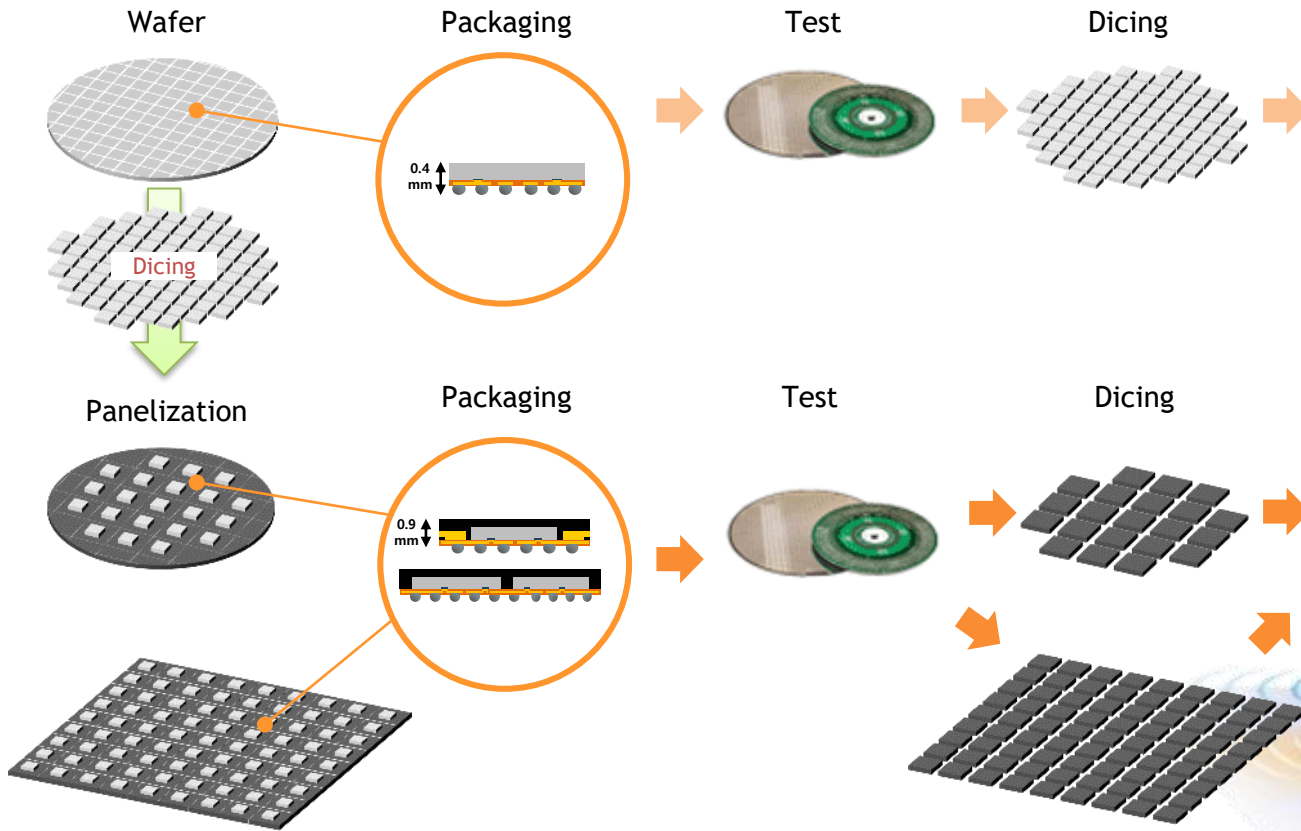 Wafer
Packaging
Test
Dicing
0.4
mm
Dicing
Panelization
Packaging
Test
Dicing
0.9
mm